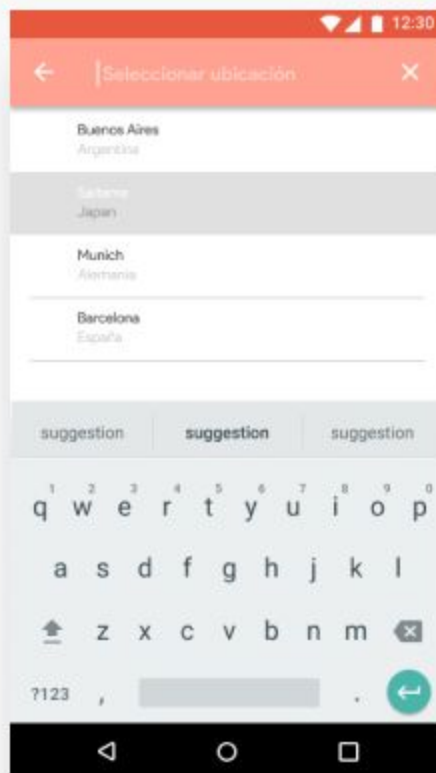 12:30
Seleccionar ubicación
Buenos Aires
Argentina
Saitama
Japan
Munich
Alemania
Barcelona
España
suggestion suggestion suggestion
1 2 3 4 5 6 7 8 9 0
q w e r t y u i o p
a s d f g h j k l
z x c v b n m
?123 , .